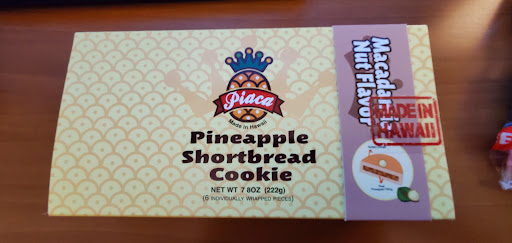 Piaca
Made in Hawaii
Pineapple
Shortbread
Cookie
NET WT 7 8OZ (222g)
(6 INDIVIDUALLY WRAPPED PIECES)
Macadamia
Nut Flavor
MADE IN
HAWAII